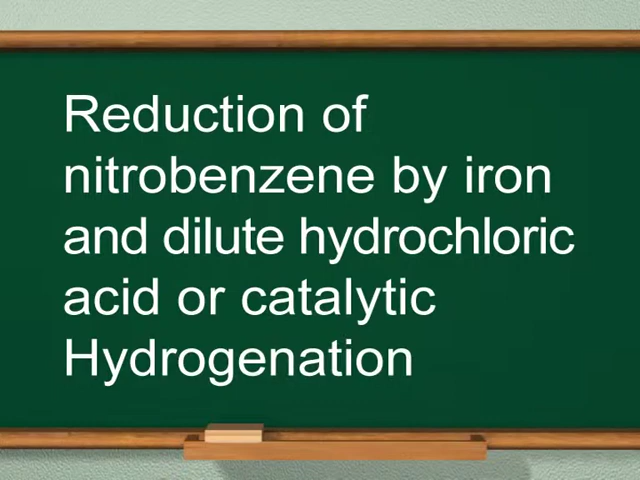 Reduction of
nitrobenzene by iron
and dilute hydrochloric
acid or catalytic
Hydrogenation